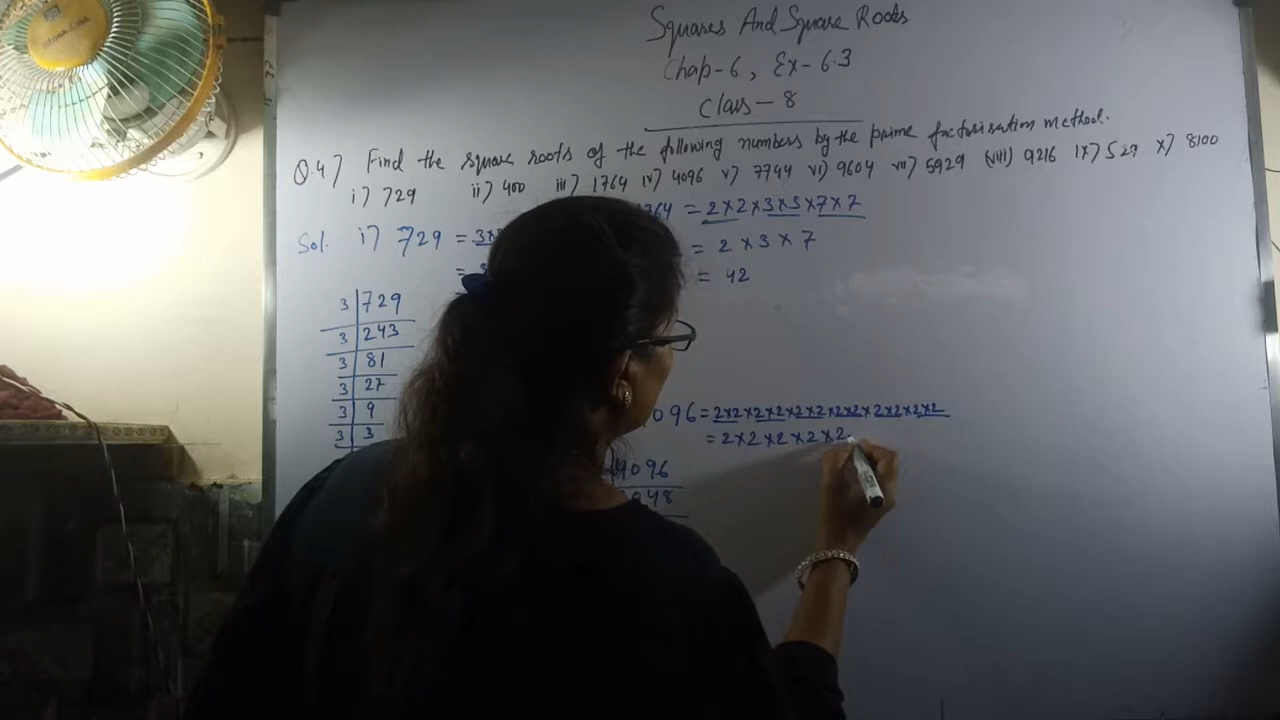 Squares And Square Roots
Chap-6, Ex-6.3
Class-8
Q.4) Find the square roots of the following numbers by the prime factorisation method.
i) 729 ii) 400 iii) 1764 iv) 4096 v) 7744 vi) 9604 vii) 5929 (viii) 9216 ix) 529 x) 8100
764 = 2×2×3×3×7×7
= 2×3×7
= 42
Sol. i) 729 = 3×
=
3 729
3 243
3 81
3 27
3 9
3 3
096 = 2×2×2×2×2×2×2×2×2×2×2×2
= 2×2×2×2×2
4096
048